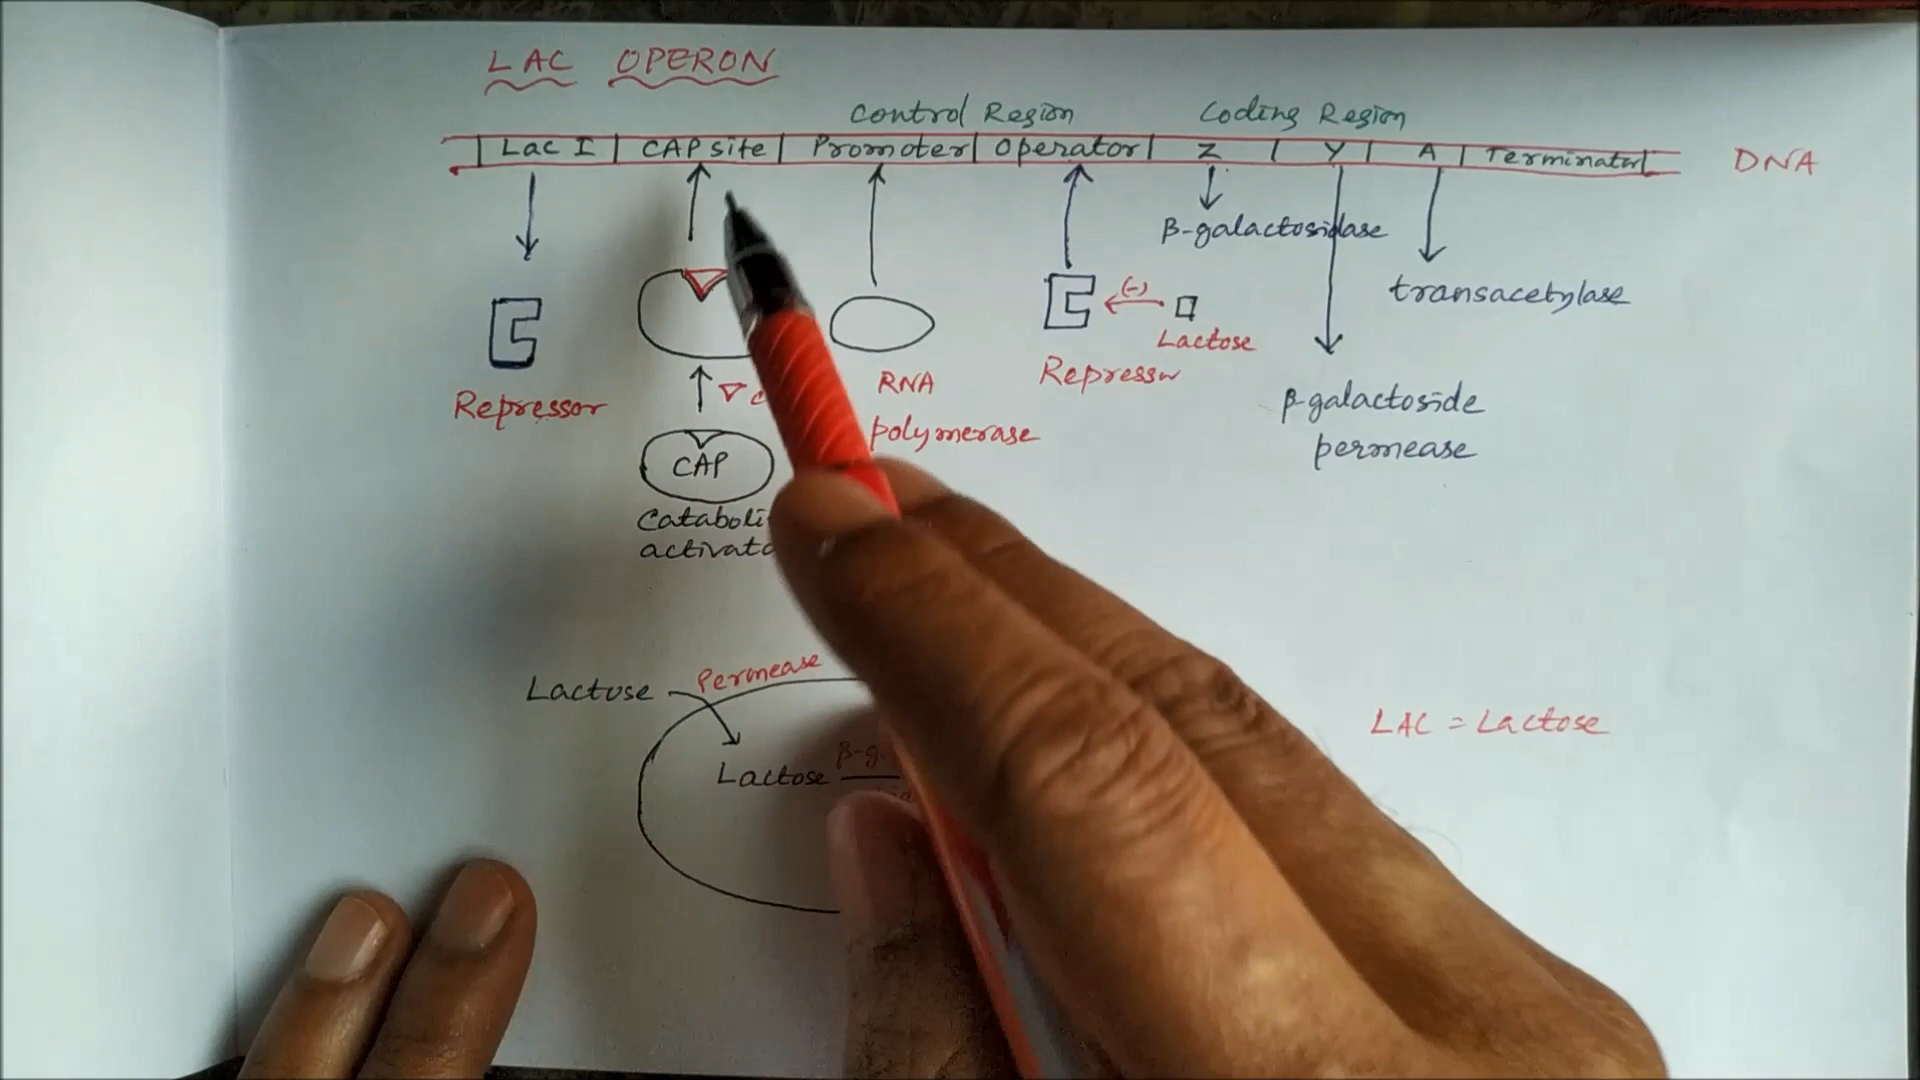 LAC OPERON
Control Region Coding Region
Lac I CAP site Promoter Operator Z Y A Terminator DNA
β-galactosidase
transacetylase
Lactose
Repressor RNA polymerase Repressor
β-galactoside
permease
CAP
Lactose Permease
LAC = Lactose
Lactose